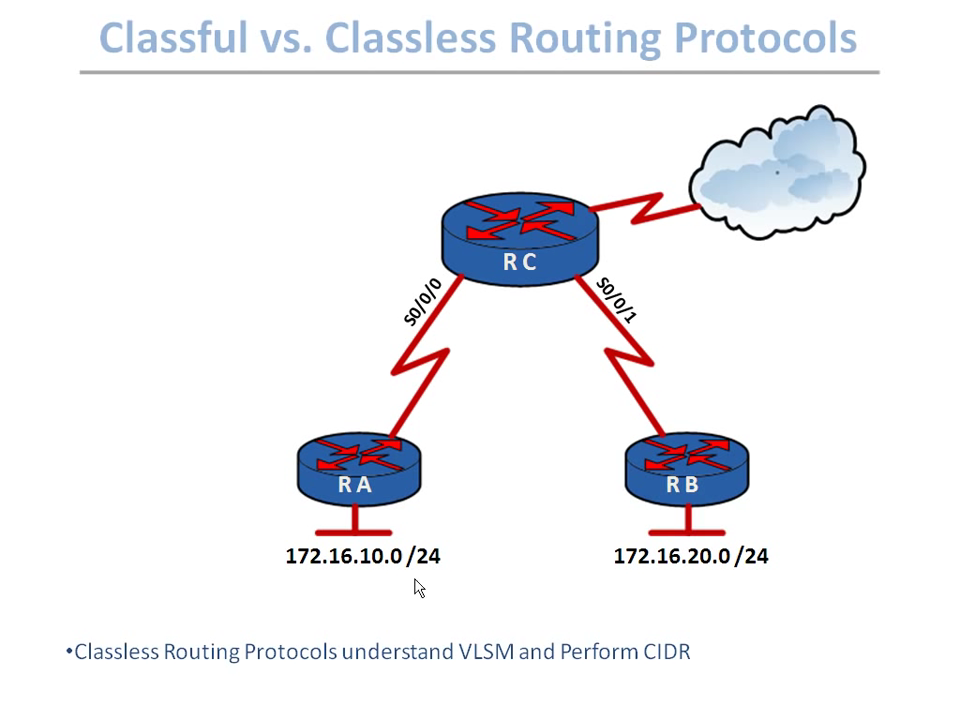 Classful vs. Classless Routing Protocols
R C
S0/0/0
S0/0/1
R A
R B
172.16.10.0 /24
172.16.20.0 /24
•Classless Routing Protocols understand VLSM and Perform CIDR